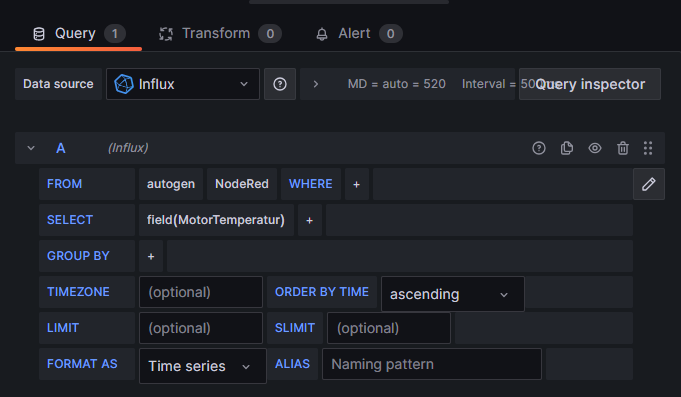 Query 1 Transform 0 Alert 0
Data source Influx MD = auto = 520 Interval = Query inspector
A (Influx)
FROM autogen NodeRed WHERE +
SELECT field(MotorTemperatur) +
GROUP BY +
TIMEZONE (optional) ORDER BY TIME ascending
LIMIT (optional) SLIMIT (optional)
FORMAT AS Time series ALIAS Naming pattern